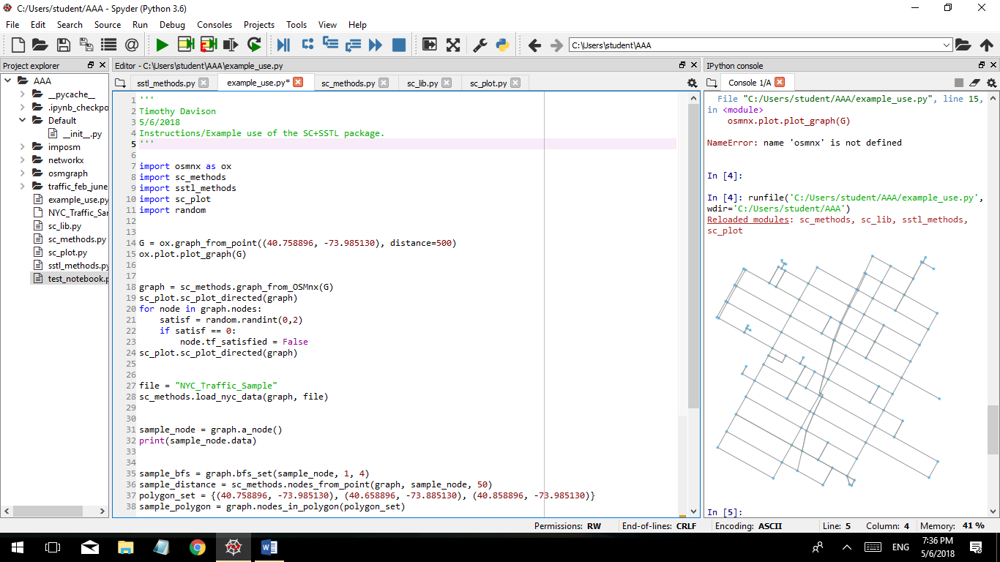 C:/Users/student/AAA - Spyder (Python 3.6)
File Edit Search Source Run Debug Consoles Projects Tools View Help
C:\Users\student\AAA
Project explorer
AAA
__pycache__
.ipynb_checkpo
Default
__init__.py
imposm
networkx
osmgraph
traffic_feb_june
example_use.py
NYC_Traffic_Sar
sc_lib.py
sc_methods.py
sc_plot.py
sstl_methods.py
test_notebook.p
Editor - C:\Users\student\AAA\example_use.py
sstl_methods.py example_use.py* sc_methods.py sc_lib.py sc_plot.py
1 '''
2 Timothy Davison
3 5/6/2018
4 Instructions/Example use of the SC+SSTL package.
5 '''
6
7 import osmnx as ox
8 import sc_methods
9 import sstl_methods
10 import sc_plot
11 import random
12
13
14 G = ox.graph_from_point((40.758896, -73.985130), distance=500)
15 ox.plot.plot_graph(G)
16
17
18 graph = sc_methods.graph_from_OSMnx(G)
19 sc_plot.sc_plot_directed(graph)
20 for node in graph.nodes:
21     satisf = random.randint(0,2)
22     if satisf == 0:
23         node.tf_satisfied = False
24 sc_plot.sc_plot_directed(graph)
25
26
27 file = "NYC_Traffic_Sample"
28 sc_methods.load_nyc_data(graph, file)
29
30
31 sample_node = graph.a_node()
32 print(sample_node.data)
33
34
35 sample_bfs = graph.bfs_set(sample_node, 1, 4)
36 sample_distance = sc_methods.nodes_from_point(graph, sample_node, 50)
37 polygon_set = {(40.758896, -73.985130), (40.658896, -73.885130), (40.858896, -73.985130)}
38 sample_polygon = graph.nodes_in_polygon(polygon_set)
IPython console
Console 1/A
File "C:/Users/student/AAA/example_use.py", line 15,
in <module>
osmnx.plot.plot_graph(G)
NameError: name 'osmnx' is not defined
In [4]:
In [4]: runfile('C:/Users/student/AAA/example_use.py',
wdir='C:/Users/student/AAA')
Reloaded modules: sc_methods, sc_lib, sstl_methods,
sc_plot
In [5]:
Permissions: RW End-of-lines: CRLF Encoding: ASCII Line: 5 Column: 4 Memory: 41 %
ENG
7:36 PM
5/6/2018